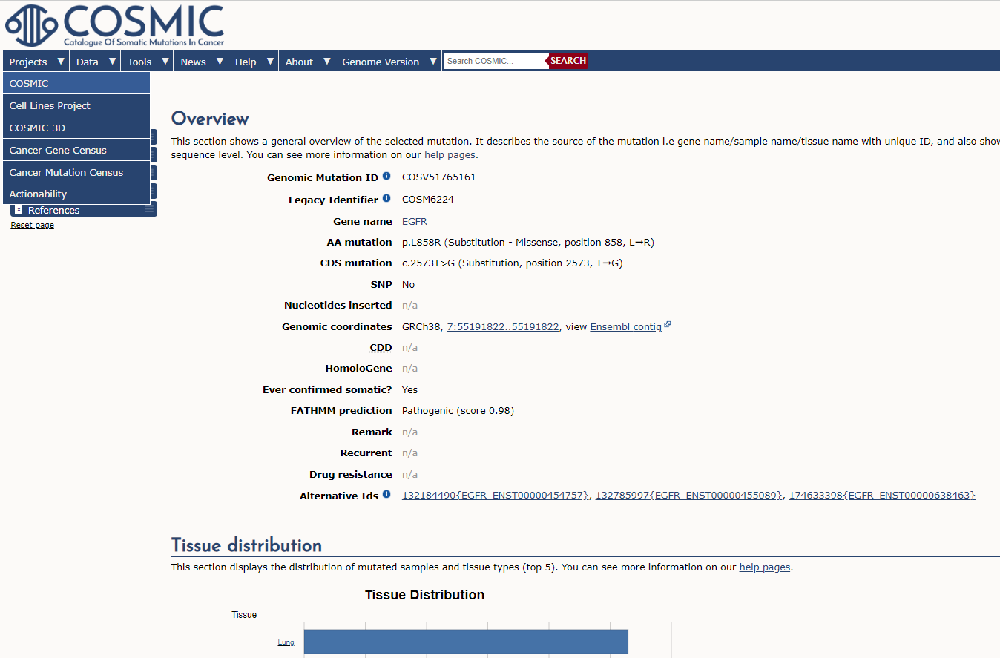 COSMIC
Catalogue Of Somatic Mutations In Cancer
Projects ▼ Data ▼ Tools ▼ News ▼ Help ▼ About ▼ Genome Version ▼ Search COSMIC... SEARCH
COSMIC
Cell Lines Project
COSMIC-3D
Cancer Gene Census
Cancer Mutation Census
Actionability
References
Reset page
Overview
This section shows a general overview of the selected mutation. It describes the source of the mutation i.e gene name/sample name/tissue name with unique ID, and also show
sequence level. You can see more information on our help pages.
Genomic Mutation ID COSV51765161
Legacy Identifier COSM6224
Gene name EGFR
AA mutation p.L858R (Substitution - Missense, position 858, L→R)
CDS mutation c.2573T>G (Substitution, position 2573, T→G)
SNP No
Nucleotides inserted n/a
Genomic coordinates GRCh38, 7:55191822..55191822, view Ensembl contig
CDD n/a
HomoloGene n/a
Ever confirmed somatic? Yes
FATHMM prediction Pathogenic (score 0.98)
Remark n/a
Recurrent n/a
Drug resistance n/a
Alternative Ids 132184490{EGFR_ENST00000454757}, 132785997{EGFR_ENST00000455089}, 174633398{EGFR_ENST00000638463}
Tissue distribution
This section displays the distribution of mutated samples and tissue types (top 5). You can see more information on our help pages.
Tissue Distribution
Tissue
Lung